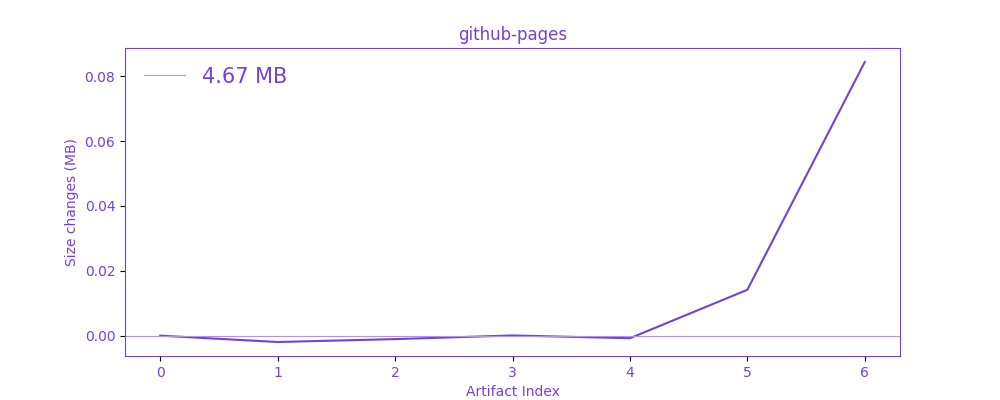 github-pages
4.67 MB
Size changes (MB)
0.08
0.06
0.04
0.02
0.00
0 1 2 3 4 5 6
Artifact Index